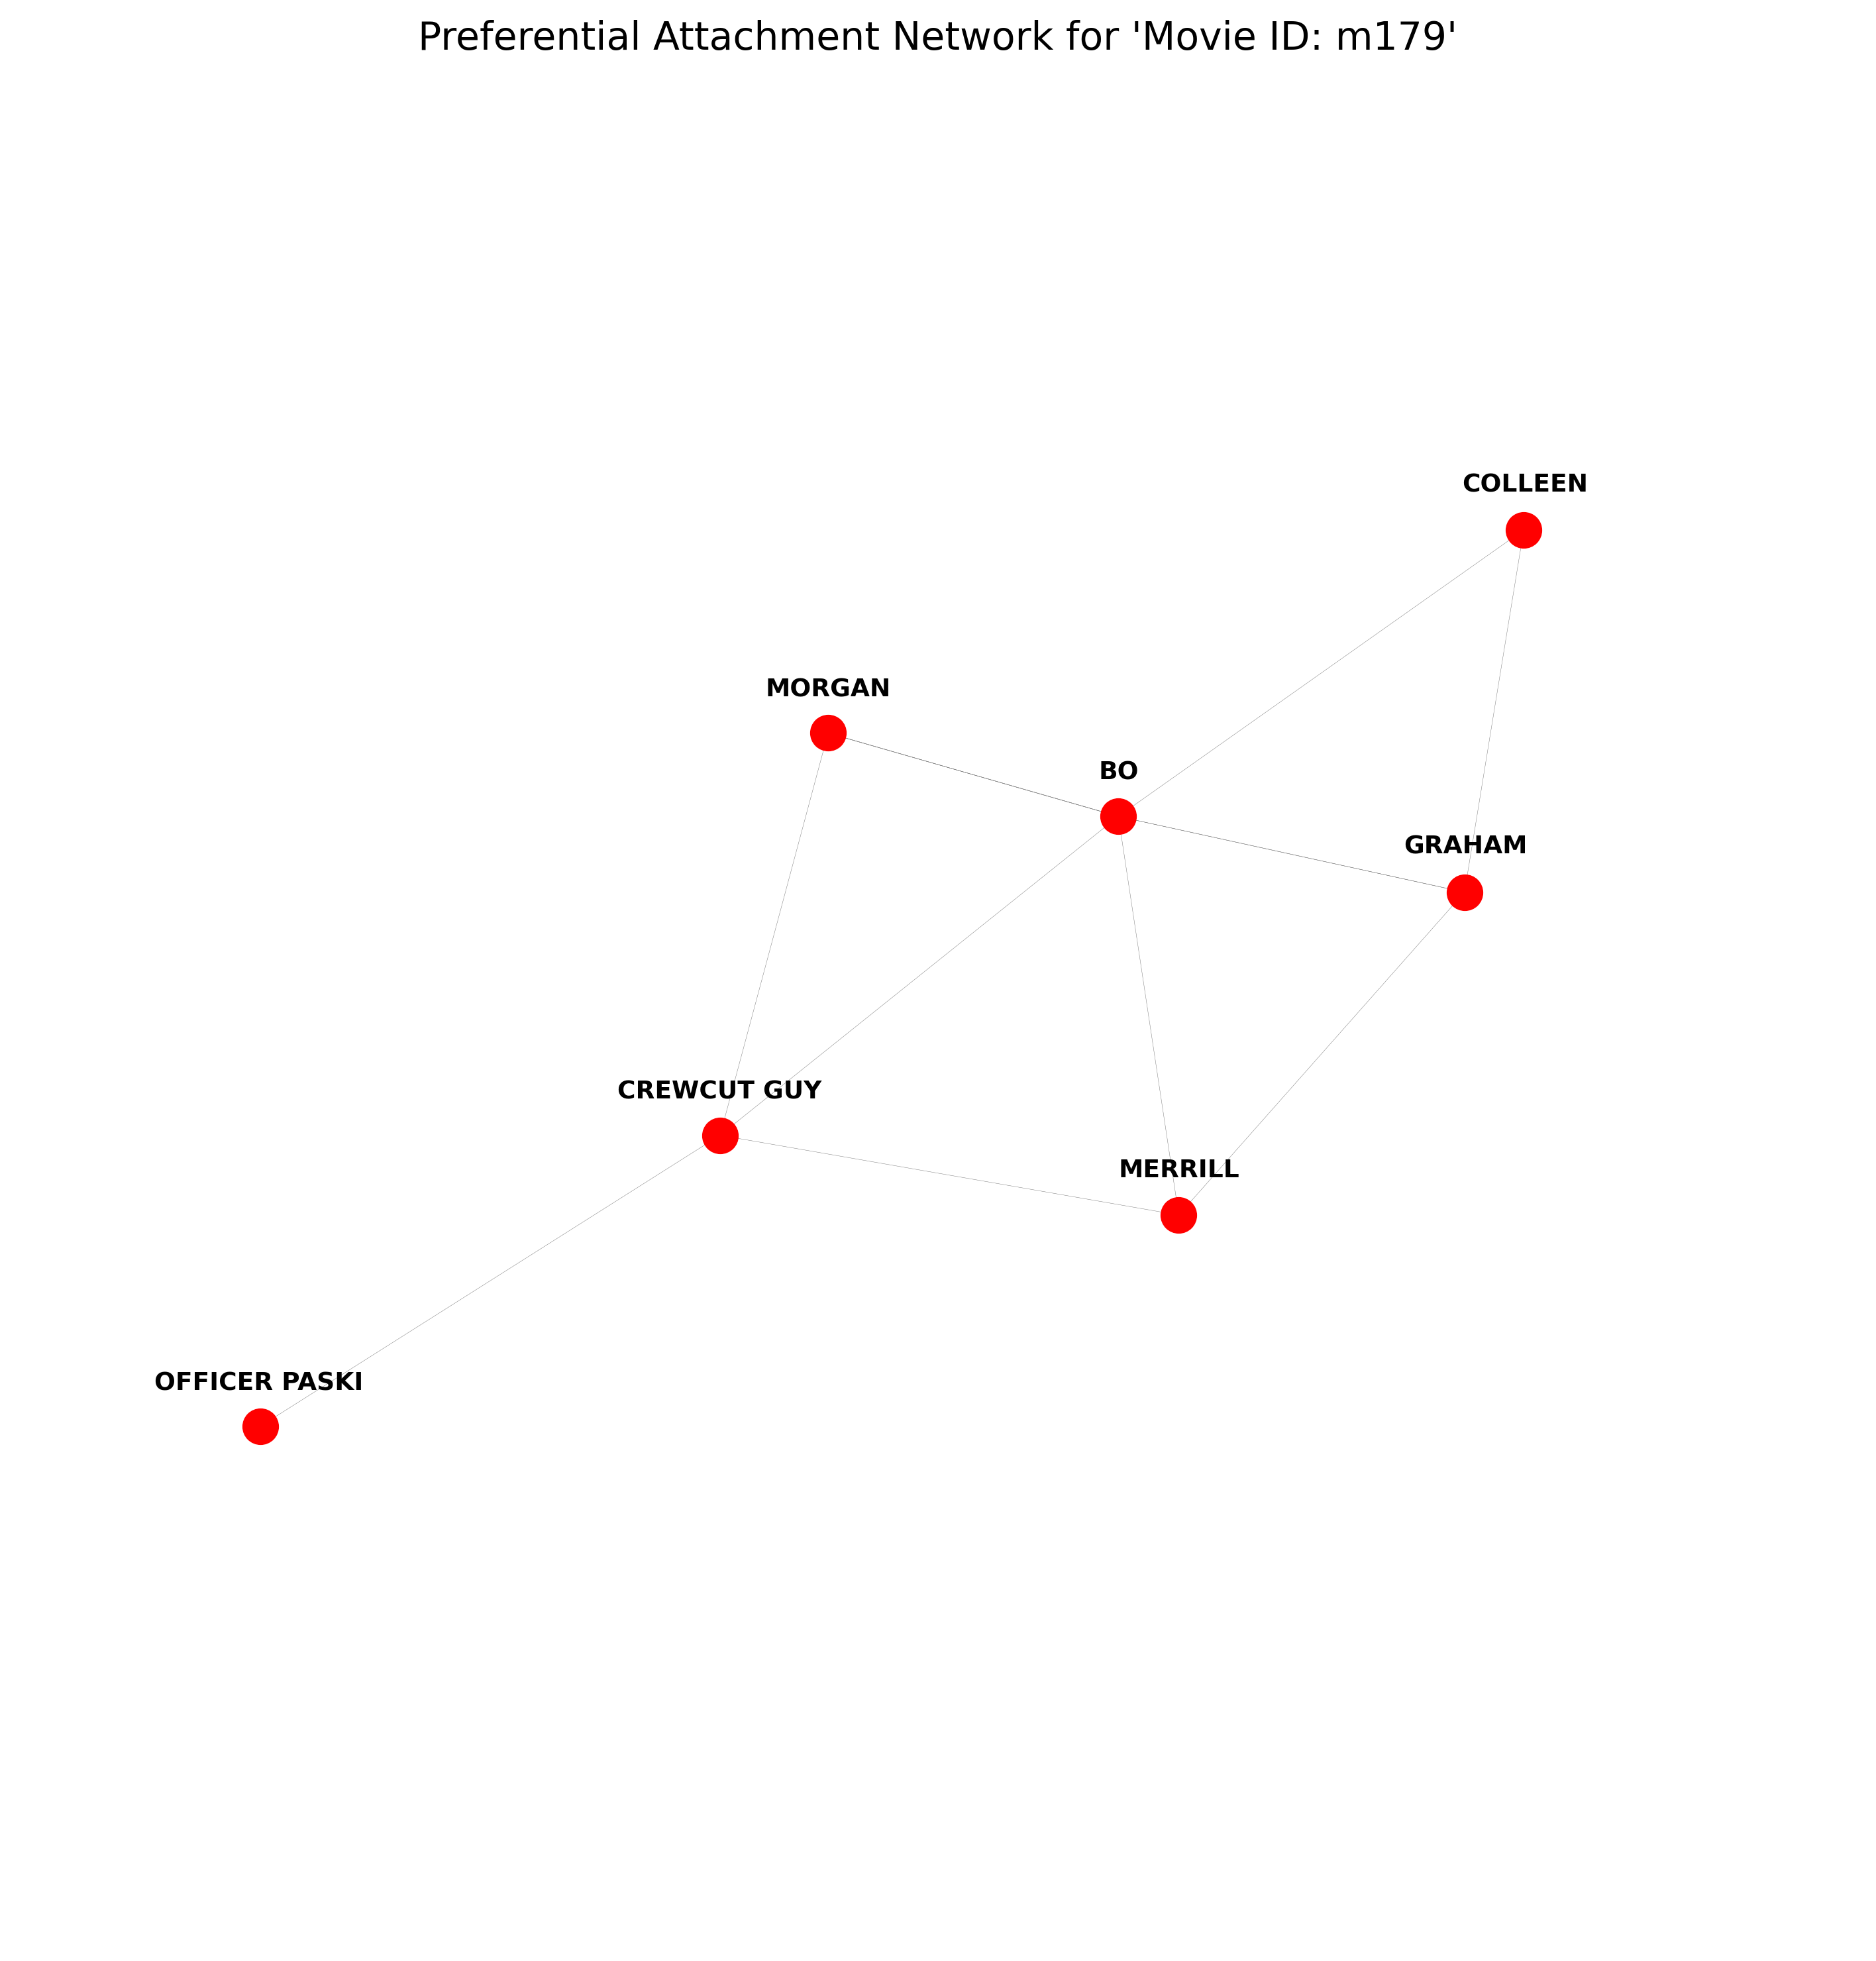 Preferential Attachment Network for 'Movie ID: m179'
COLLEEN
MORGAN
BO
GRAHAM
CREWCUT GUY
MERRILL
OFFICER PASKI